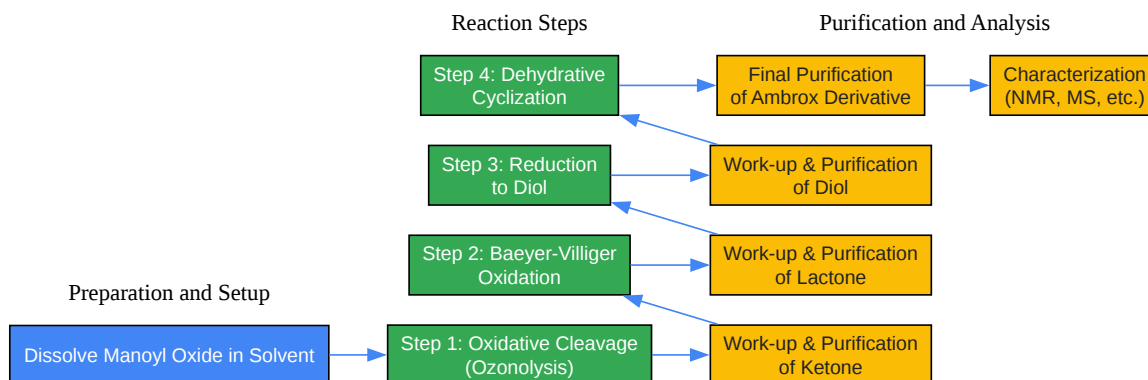 Reaction Steps
Purification and Analysis
Step 4: Dehydrative
Cyclization
Final Purification
of Ambrox Derivative
Characterization
(NMR, MS, etc.)
Step 3: Reduction
to Diol
Work-up & Purification
of Diol
Step 2: Baeyer-Villiger
Oxidation
Work-up & Purification
of Lactone
Preparation and Setup
Dissolve Manoyl Oxide in Solvent
Step 1: Oxidative Cleavage
(Ozonolysis)
Work-up & Purification
of Ketone